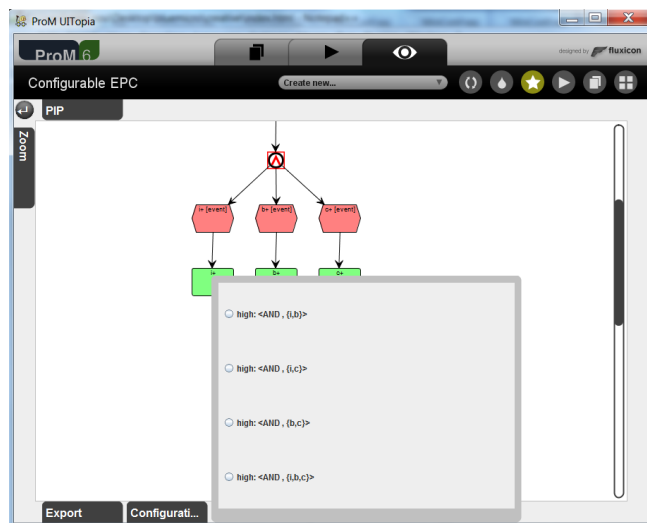 ProM UITopia
ProM 6
designed by fluxicon
Configurable EPC
Create new...
PIP
Zoom
i+ [event]
b+ [event]
c+ [event]
i+
b+
c+
high: <AND , {i,b}>
high: <AND , {i,c}>
high: <AND , {b,c}>
high: <AND , {i,b,c}>
Export
Configurati...